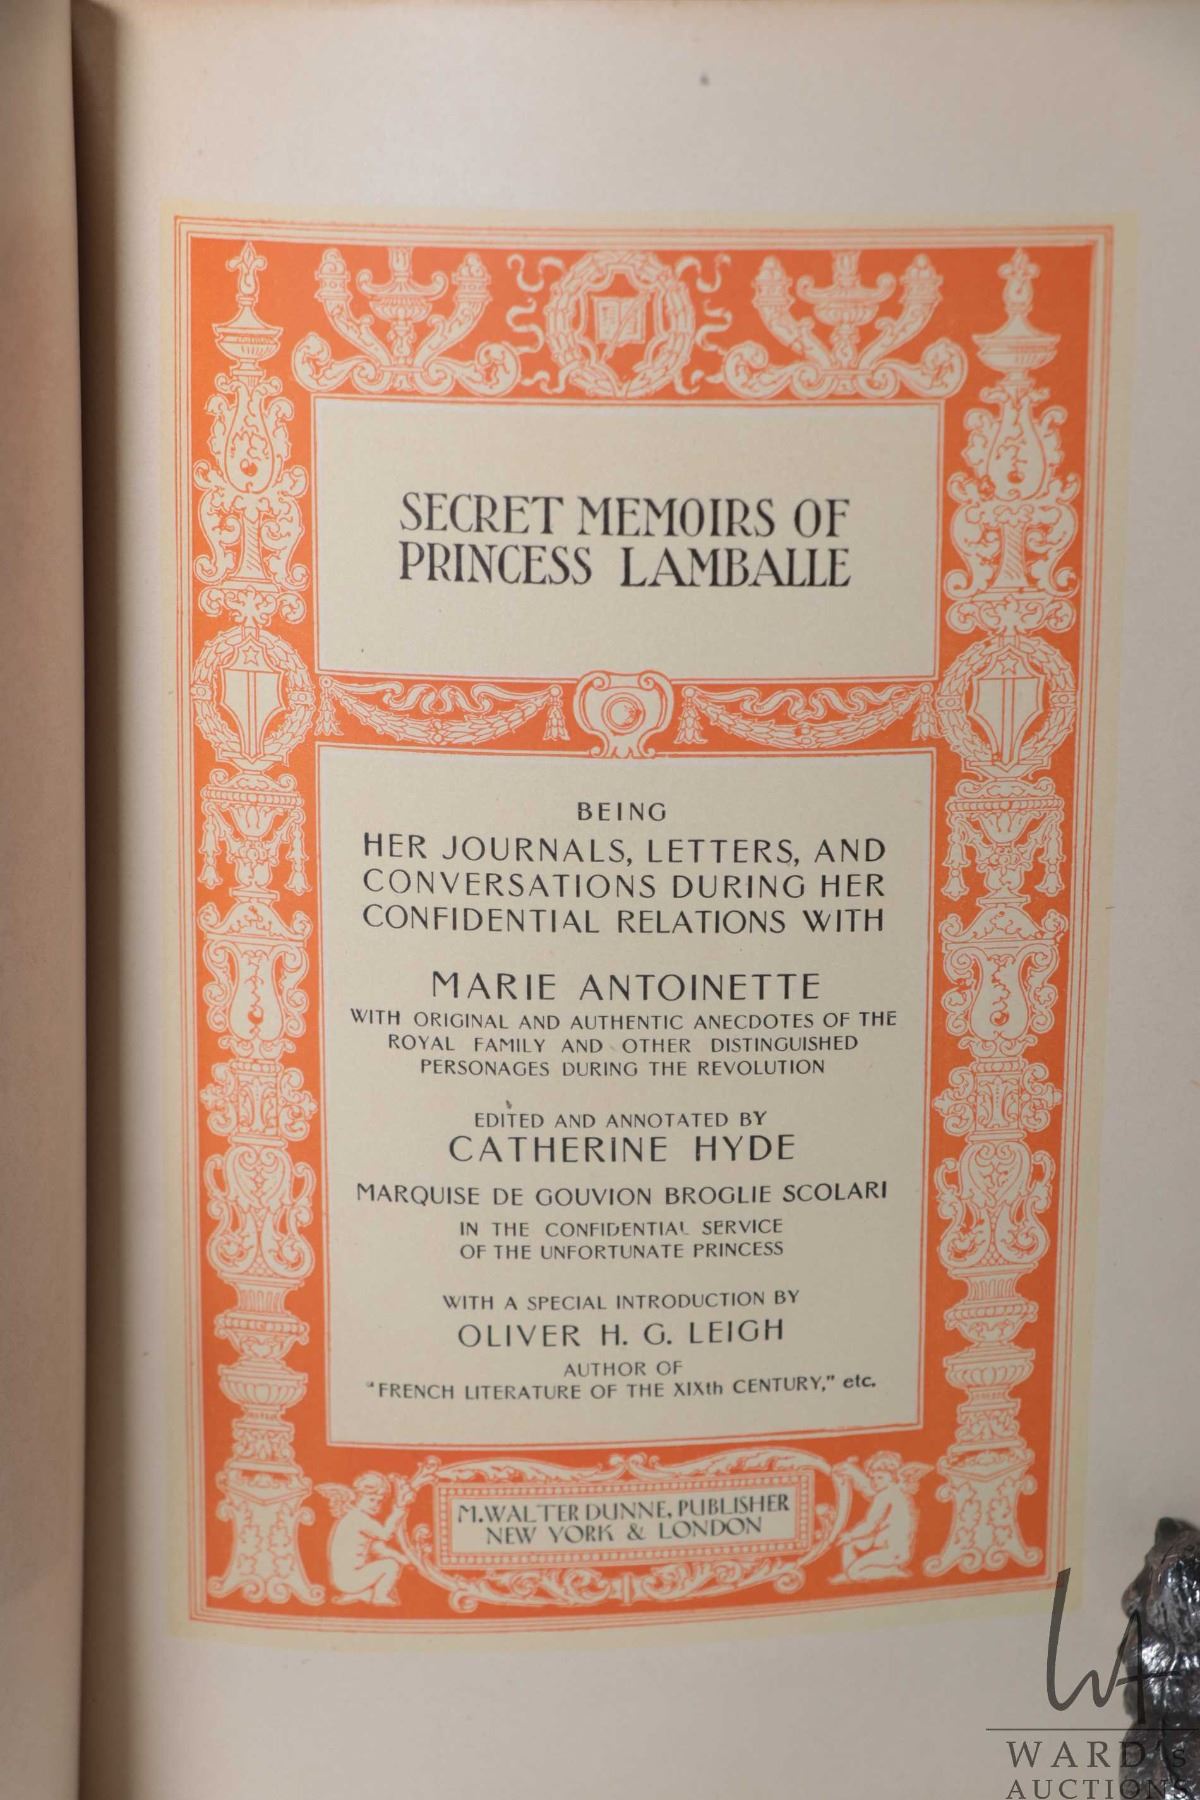 SECRET MEMOIRS OF
PRINCESS LAMBALLE
BEING
HER JOURNALS, LETTERS, AND
CONVERSATIONS DURING HER
CONFIDENTIAL RELATIONS WITH
MARIE ANTOINETTE
WITH ORIGINAL AND AUTHENTIC ANECDOTES OF THE
ROYAL FAMILY AND OTHER DISTINGUISHED
PERSONAGES DURING THE REVOLUTION
EDITED AND ANNOTATED BY
CATHERINE HYDE
MARQUISE DE GOUVION BROGLIE SCOLARI
IN THE CONFIDENTIAL SERVICE
OF THE UNFORTUNATE PRINCESS
WITH A SPECIAL INTRODUCTION BY
OLIVER H. G. LEIGH
AUTHOR OF
"FRENCH LITERATURE OF THE XIXth CENTURY," etc.
M. WALTER DUNNE, PUBLISHER
NEW YORK & LONDON
WA
WARD's
AUCTIONS